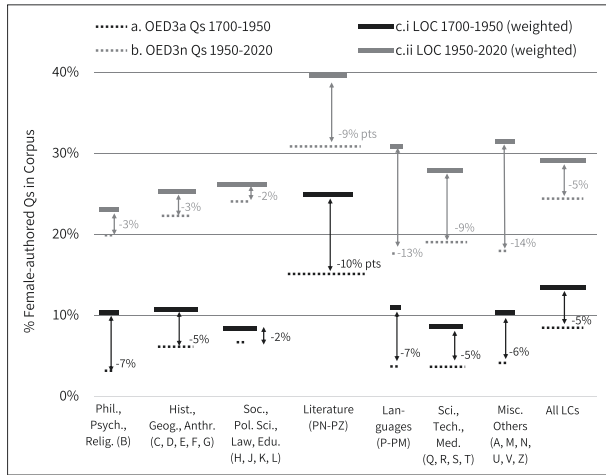 a. OED3a Qs 1700-1950
b. OED3n Qs 1950-2020
c.i LOC 1700-1950 (weighted)
c.ii LOC 1950-2020 (weighted)
% Female-authored Qs in Corpus
40%
30%
20%
10%
0%
-3%
-3%
-2%
-9% pts
-13%
-9%
-14%
-5%
-7%
-5%
-2%
-10% pts
-7%
-5%
-6%
-5%
Phil.,
Psych.,
Relig. (B)
Hist.,
Geog., Anthr.
(C, D, E, F, G)
Soc.,
Pol. Sci.,
Law, Edu.
(H, J, K, L)
Literature
(PN-PZ)
Lan-
guages
(P-PM)
Sci.,
Tech.,
Med.
(Q, R, S, T)
Misc.
Others
(A, M, N,
U, V, Z)
All LCs